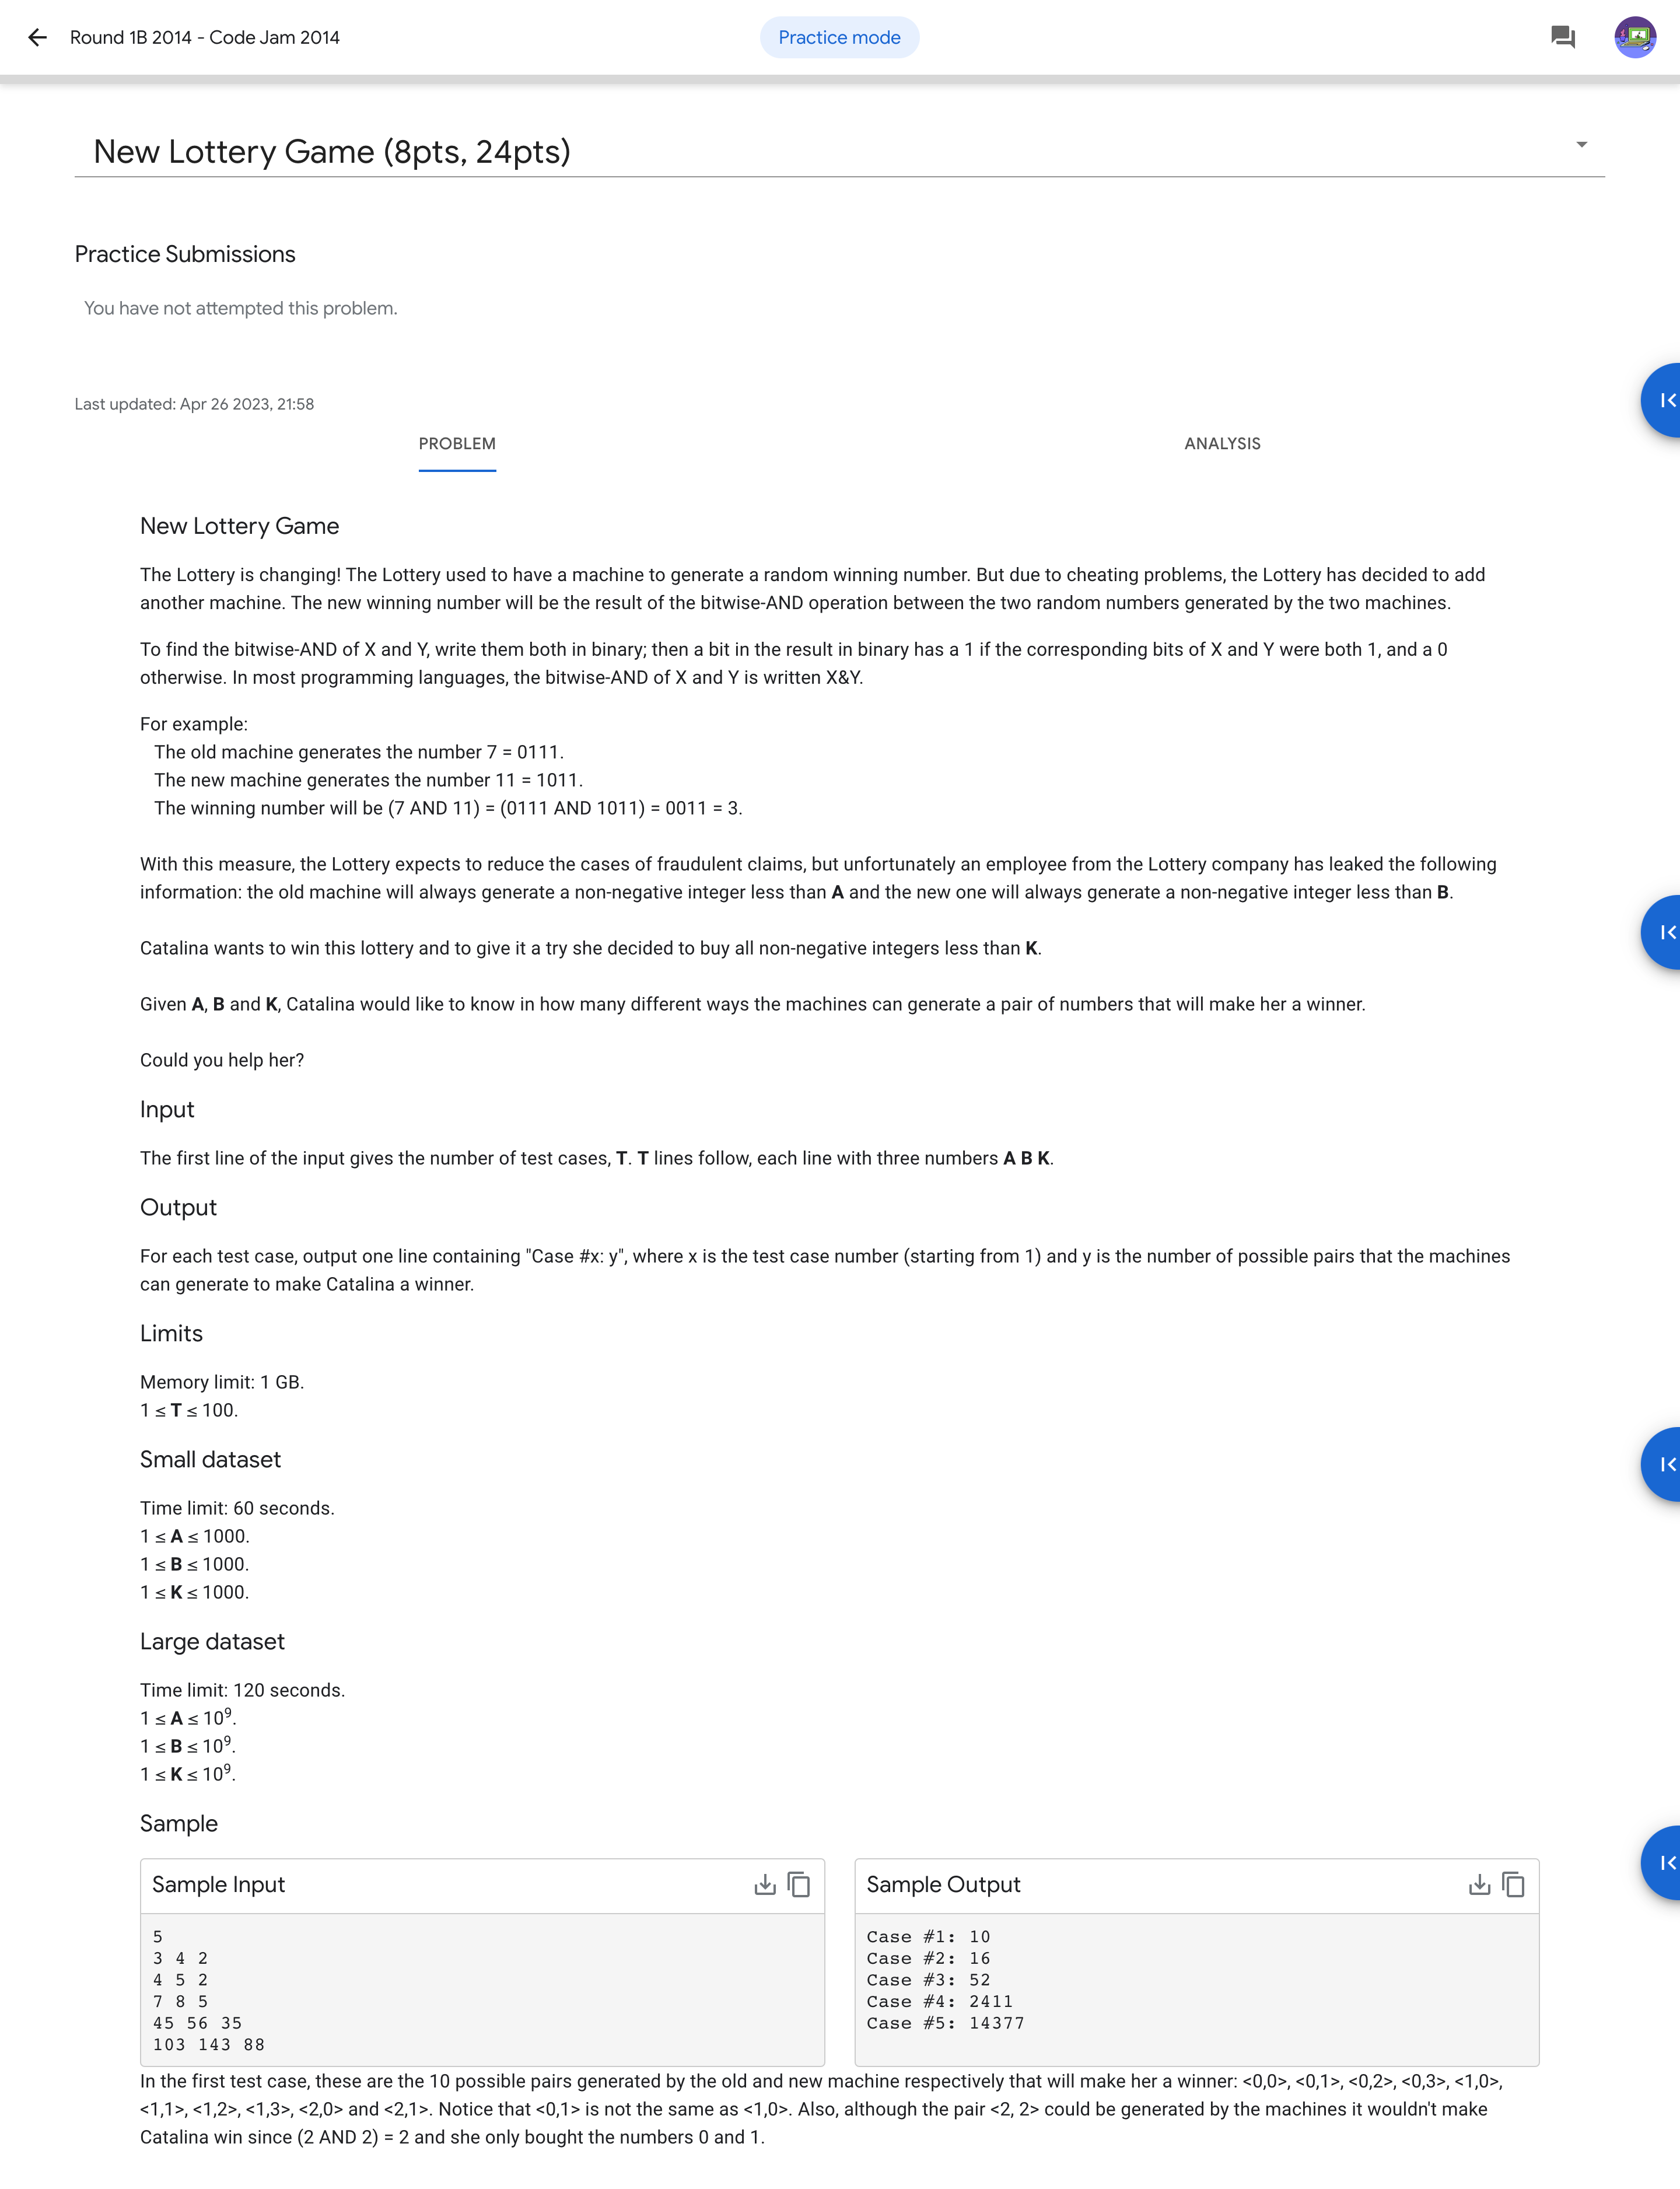 Round 1B 2014 - Code Jam 2014
Practice mode
New Lottery Game (8pts, 24pts)
Practice Submissions
You have not attempted this problem.
Last updated: Apr 26 2023, 21:58
PROBLEM
ANALYSIS
New Lottery Game
The Lottery is changing! The Lottery used to have a machine to generate a random winning number. But due to cheating problems, the Lottery has decided to add
another machine. The new winning number will be the result of the bitwise-AND operation between the two random numbers generated by the two machines.
To find the bitwise-AND of X and Y, write them both in binary; then a bit in the result in binary has a 1 if the corresponding bits of X and Y were both 1, and a 0
otherwise. In most programming languages, the bitwise-AND of X and Y is written X&Y.
For example:
The old machine generates the number 7 = 0111.
The new machine generates the number 11 = 1011.
The winning number will be (7 AND 11) = (0111 AND 1011) = 0011 = 3.
With this measure, the Lottery expects to reduce the cases of fraudulent claims, but unfortunately an employee from the Lottery company has leaked the following
information: the old machine will always generate a non-negative integer less than A and the new one will always generate a non-negative integer less than B.
Catalina wants to win this lottery and to give it a try she decided to buy all non-negative integers less than K.
Given A, B and K, Catalina would like to know in how many different ways the machines can generate a pair of numbers that will make her a winner.
Could you help her?
Input
The first line of the input gives the number of test cases, T. T lines follow, each line with three numbers A B K.
Output
For each test case, output one line containing "Case #x: y", where x is the test case number (starting from 1) and y is the number of possible pairs that the machines
can generate to make Catalina a winner.
Limits
Memory limit: 1 GB.
1 ≤ T ≤ 100.
Small dataset
Time limit: 60 seconds.
1 ≤ A ≤ 1000.
1 ≤ B ≤ 1000.
1 ≤ K ≤ 1000.
Large dataset
Time limit: 120 seconds.
1 ≤ A ≤ 10⁹.
1 ≤ B ≤ 10⁹.
1 ≤ K ≤ 10⁹.
Sample
Sample Input
5
3 4 2
4 5 2
7 8 5
45 56 35
103 143 88
Sample Output
Case #1: 10
Case #2: 16
Case #3: 52
Case #4: 2411
Case #5: 14377
In the first test case, these are the 10 possible pairs generated by the old and new machine respectively that will make her a winner: <0,0>, <0,1>, <0,2>, <0,3>, <1,0>,
<1,1>, <1,2>, <1,3>, <2,0> and <2,1>. Notice that <0,1> is not the same as <1,0>. Also, although the pair <2, 2> could be generated by the machines it wouldn't make
Catalina win since (2 AND 2) = 2 and she only bought the numbers 0 and 1.